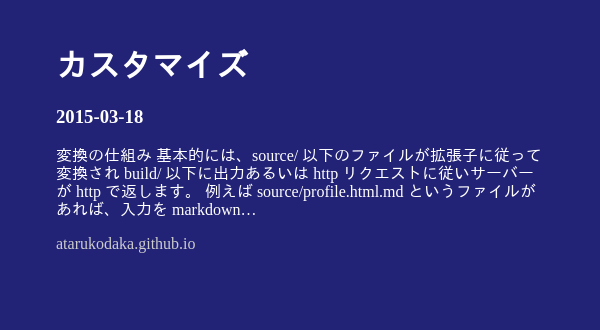 カスタマイズ
2015-03-18
変換の仕組み 基本的には、source/ 以下のファイルが拡張子に従って
変換され build/ 以下に出力あるいは http リクエストに従いサーバー
が http で返します。 例えば source/profile.html.md というファイルが
あれば、入力を markdown…
atarukodaka.github.io